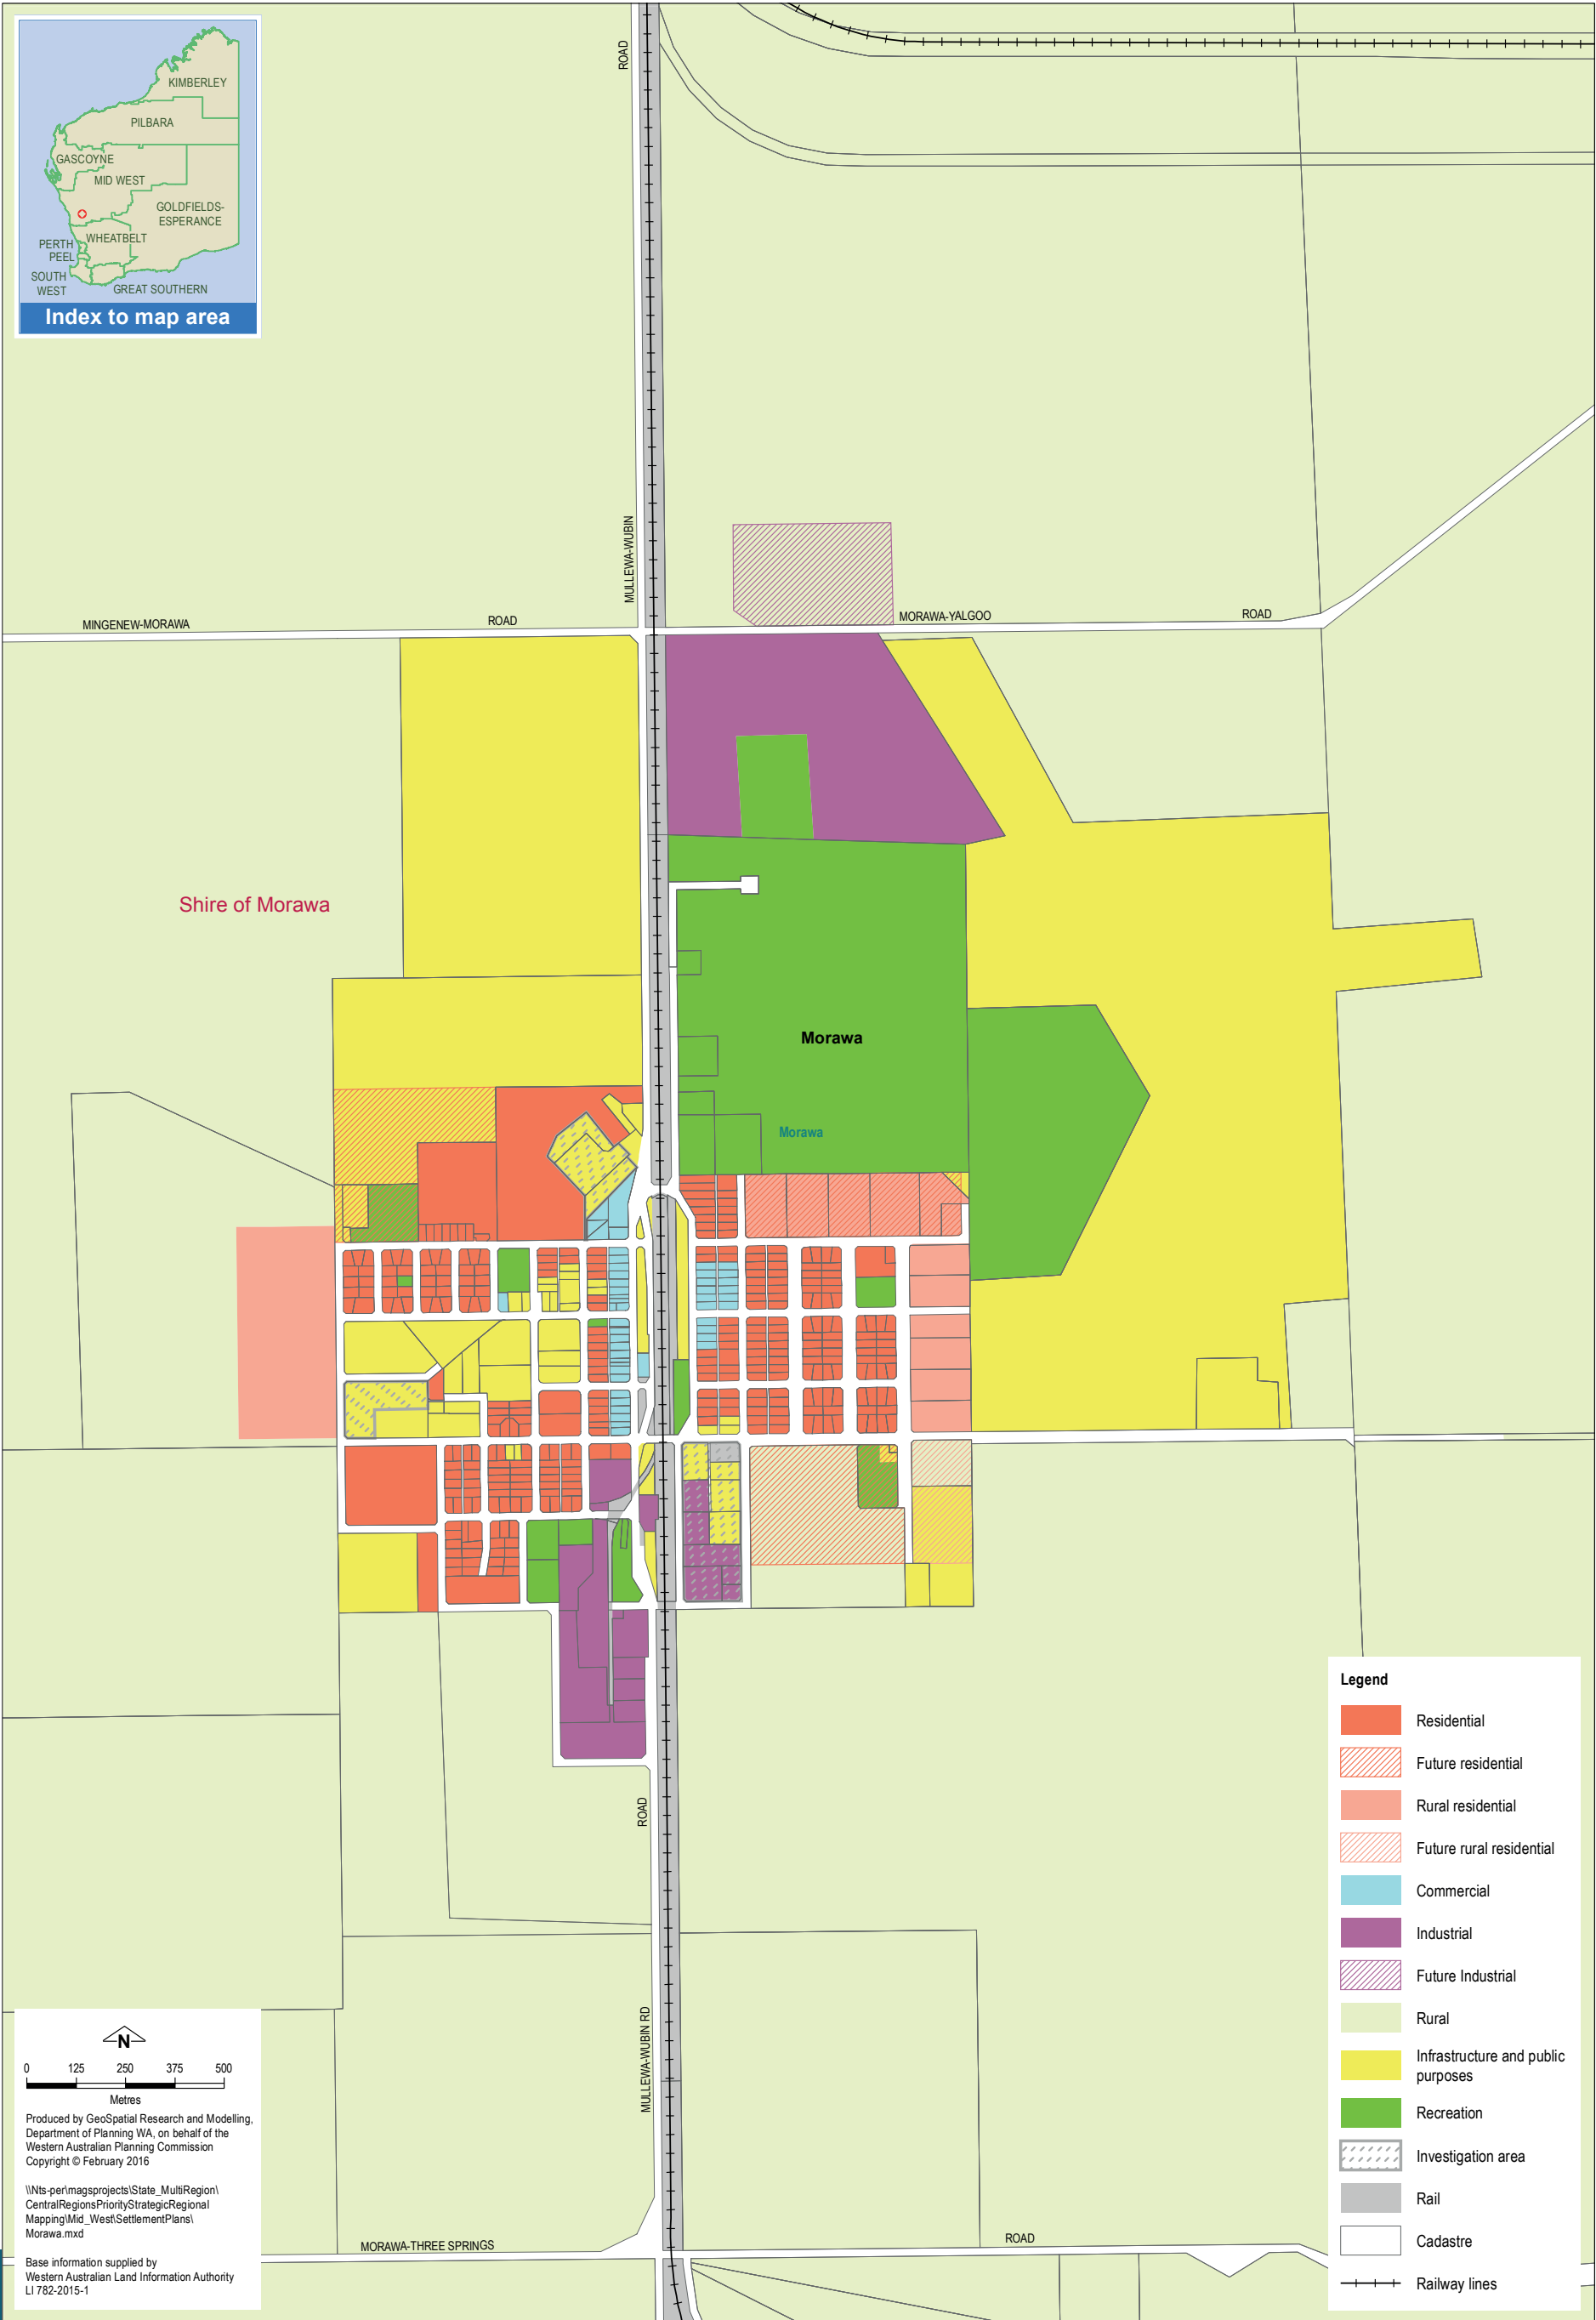 KIMBERLEY
PILBARA
GASCOYNE
MID WEST
GOLDFIELDS-
ESPERANCE
WHEATBELT
PERTH
PEEL
SOUTH
WEST
GREAT SOUTHERN
Index to map area
ROAD
MULLEWA-WUBIN
MINGENEW-MORAWA
ROAD
MORAWA-YALGOO
ROAD
Shire of Morawa
Morawa
Morawa
ROAD
MULLEWA-WUBIN RD
MORAWA-THREE SPRINGS
ROAD
N
0 125 250 375 500
Metres
Produced by GeoSpatial Research and Modelling,
Department of Planning WA, on behalf of the
Western Australian Planning Commission
Copyright © February 2016
\\Nts-per\magsprojects\State_MultiRegion\
CentralRegionsPriorityStrategicRegional
Mapping\Mid_West\SettlementPlans\
Morawa.mxd
Base information supplied by
Western Australian Land Information Authority
LI 782-2015-1
Legend
Residential
Future residential
Rural residential
Future rural residential
Commercial
Industrial
Future Industrial
Rural
Infrastructure and public
purposes
Recreation
Investigation area
Rail
Cadastre
Railway lines